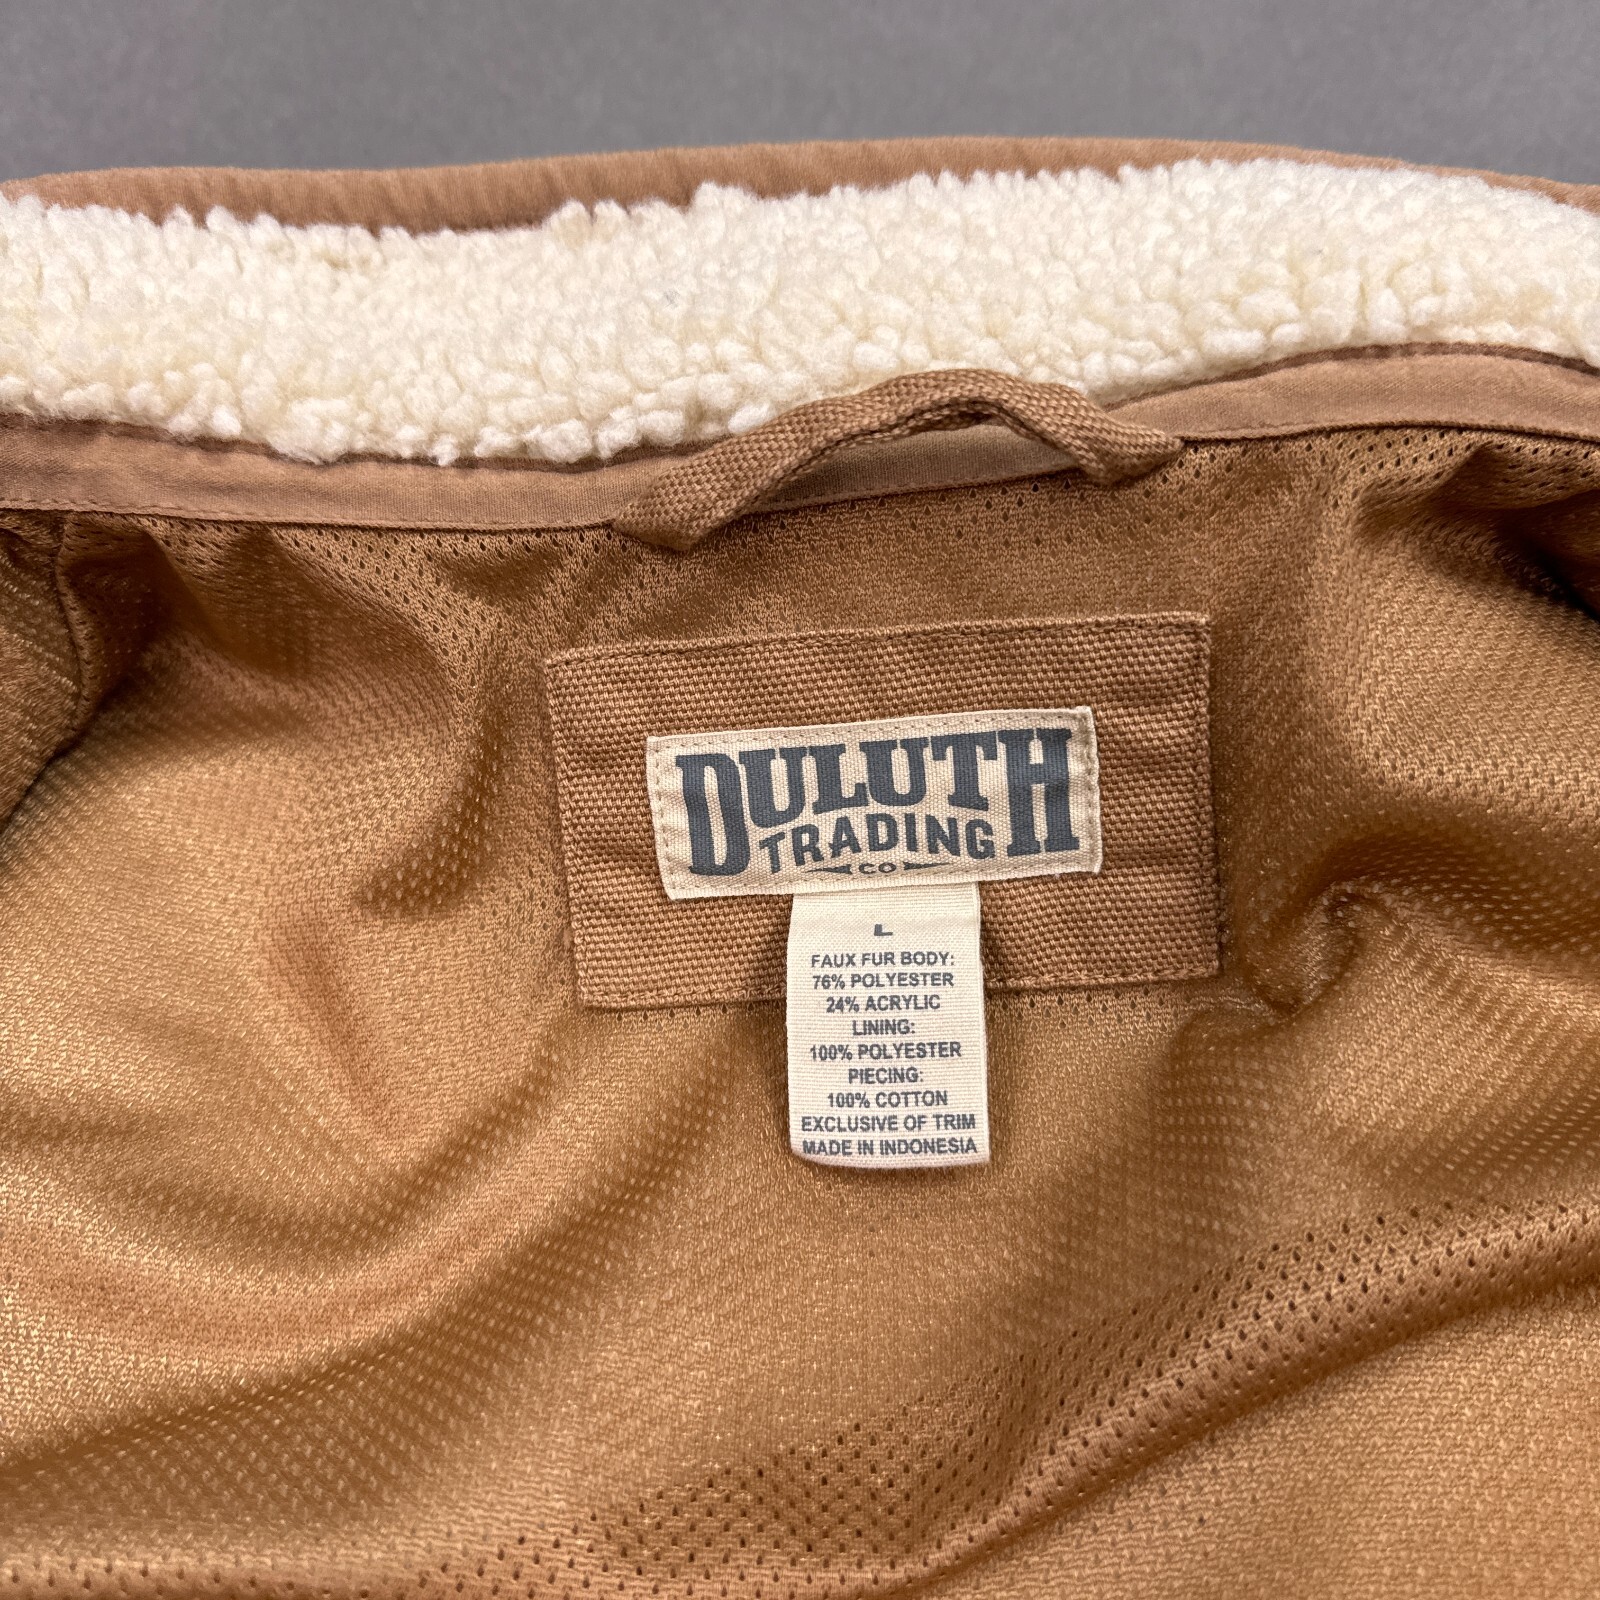 DULUTH
TRADING
CO
L
FAUX FUR BODY:
76% POLYESTER
24% ACRYLIC
LINING:
100% POLYESTER
PIECING:
100% COTTON
EXCLUSIVE OF TRIM
MADE IN INDONESIA